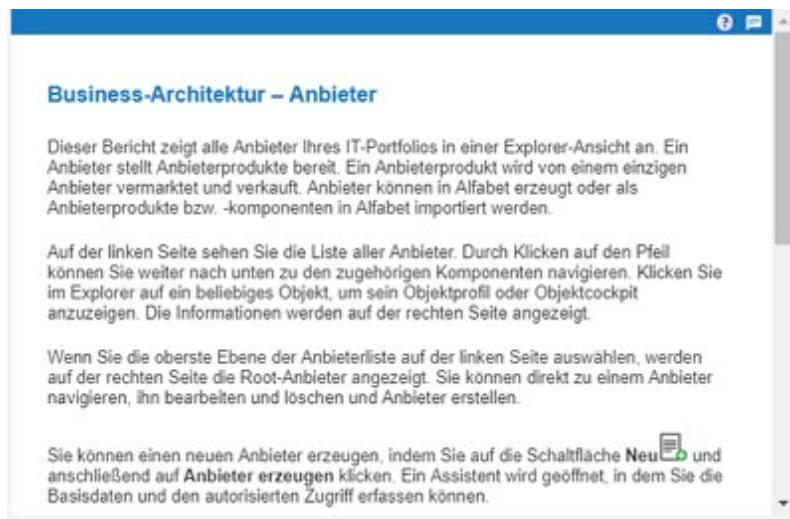 Business-Architektur – Anbieter
Dieser Bericht zeigt alle Anbieter Ihres IT-Portfolios in einer Explorer-Ansicht an. Ein
Anbieter stellt Anbieterprodukte bereit. Ein Anbieterprodukt wird von einem einzigen
Anbieter vermarktet und verkauft. Anbieter können in Alfabet erzeugt oder als
Anbieterprodukte bzw. -komponenten in Alfabet importiert werden.
Auf der linken Seite sehen Sie die Liste aller Anbieter. Durch Klicken auf den Pfeil
können Sie weiter nach unten zu den zugehörigen Komponenten navigieren. Klicken Sie
im Explorer auf ein beliebiges Objekt, um sein Objektprofil oder Objektcockpit
anzuzeigen. Die Informationen werden auf der rechten Seite angezeigt.
Wenn Sie die oberste Ebene der Anbieterliste auf der linken Seite auswählen, werden
auf der rechten Seite die Root-Anbieter angezeigt. Sie können direkt zu einem Anbieter
navigieren, ihn bearbeiten und löschen und Anbieter erstellen.
Sie können einen neuen Anbieter erzeugen, indem Sie auf die Schaltfläche Neu und
anschließend auf Anbieter erzeugen klicken. Ein Assistent wird geöffnet, in dem Sie die
Basisdaten und den autorisierten Zugriff erfassen können.